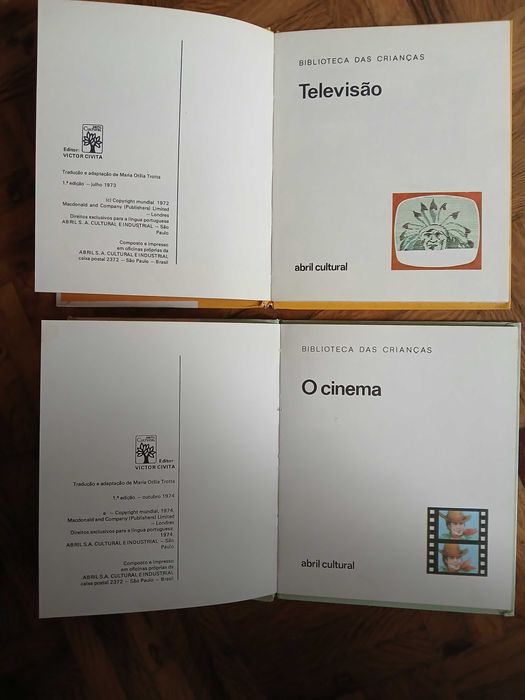 Editor:
VICTOR CIVITA
Tradução e adaptação de Maria Otília Trotta
1.ª edição — julho 1973
(c) Copyright mundial 1972
Macdonald and Company (Publishers) Limited
— Londres
Direitos exclusivos para a língua portuguesa
ABRIL S.A. CULTURAL E INDUSTRIAL — São
Paulo
Composto e impresso
em oficinas próprias da
ABRIL S.A. CULTURAL E INDUSTRIAL
caixa postal 2372 — São Paulo — Brasil
BIBLIOTECA DAS CRIANÇAS
Televisão
abril cultural
Editor:
VICTOR CIVITA
Tradução e adaptação de Maria Otília Trotta
1.ª edição — outubro 1974
© — Copyright mundial, 1974,
Macdonald and Company (Publishers) Limited
— Londres
Direitos exclusivos para a língua portuguesa,
1974,
ABRIL S.A. CULTURAL E INDUSTRIAL — São
Paulo
Composto e impresso
em oficinas próprias da
ABRIL S.A. CULTURAL E INDUSTRIAL
caixa postal 2372 — São Paulo — Brasil
BIBLIOTECA DAS CRIANÇAS
O cinema
abril cultural